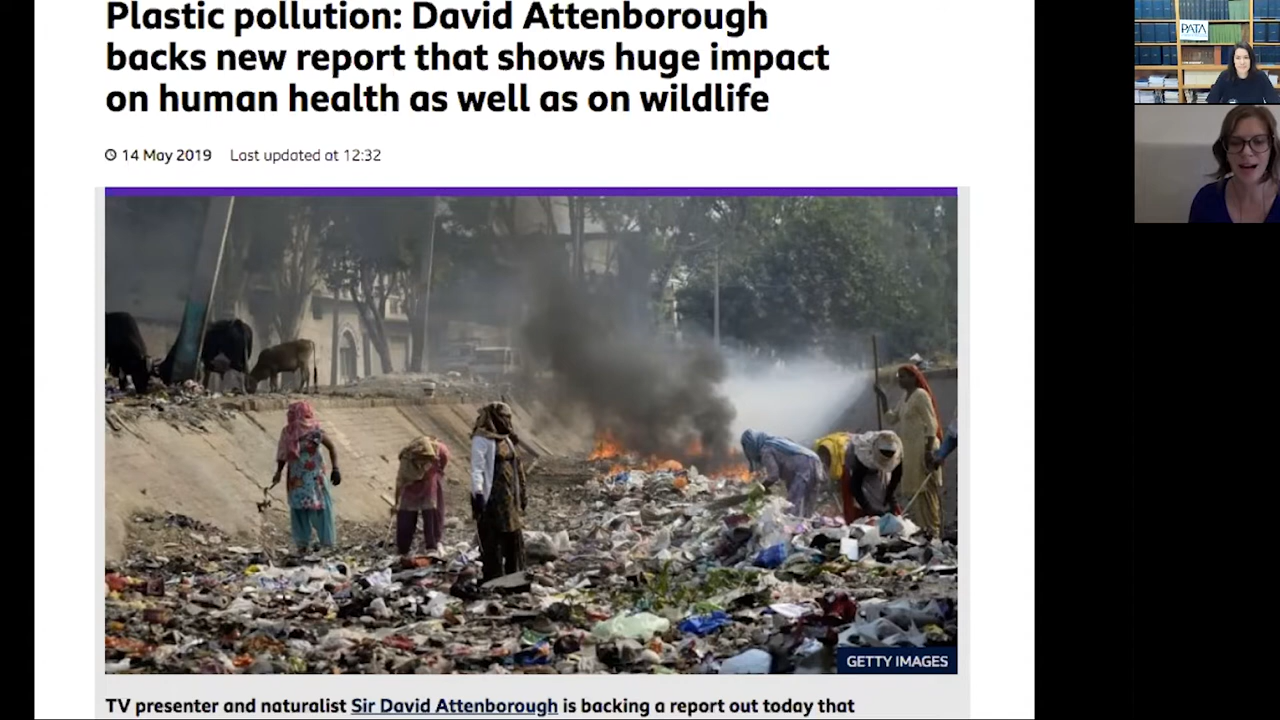 Plastic pollution: David Attenborough
backs new report that shows huge impact
on human health as well as on wildlife
14 May 2019 Last updated at 12:32
GETTY IMAGES
TV presenter and naturalist Sir David Attenborough is backing a report out today that
PATA